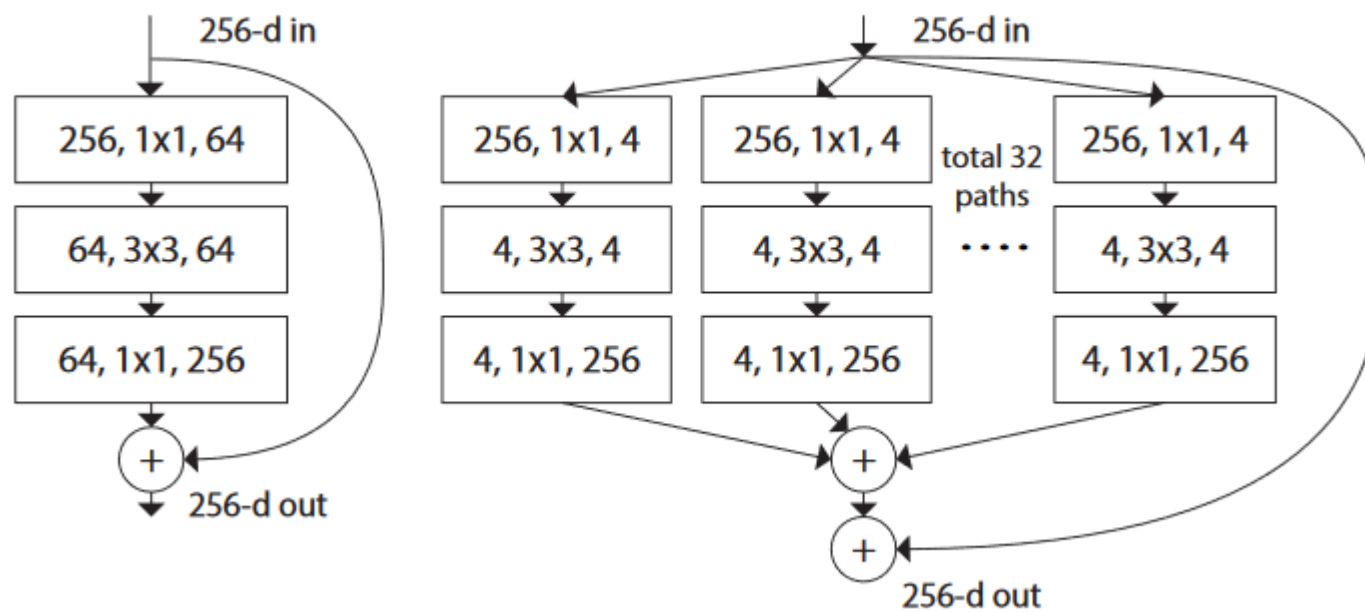 256-d in
256, 1x1, 64
64, 3x3, 64
64, 1x1, 256
+
256-d out
256-d in
256, 1x1, 4
256, 1x1, 4
total 32
paths
256, 1x1, 4
4, 3x3, 4
4, 3x3, 4
....
4, 3x3, 4
4, 1x1, 256
4, 1x1, 256
4, 1x1, 256
+
+
256-d out